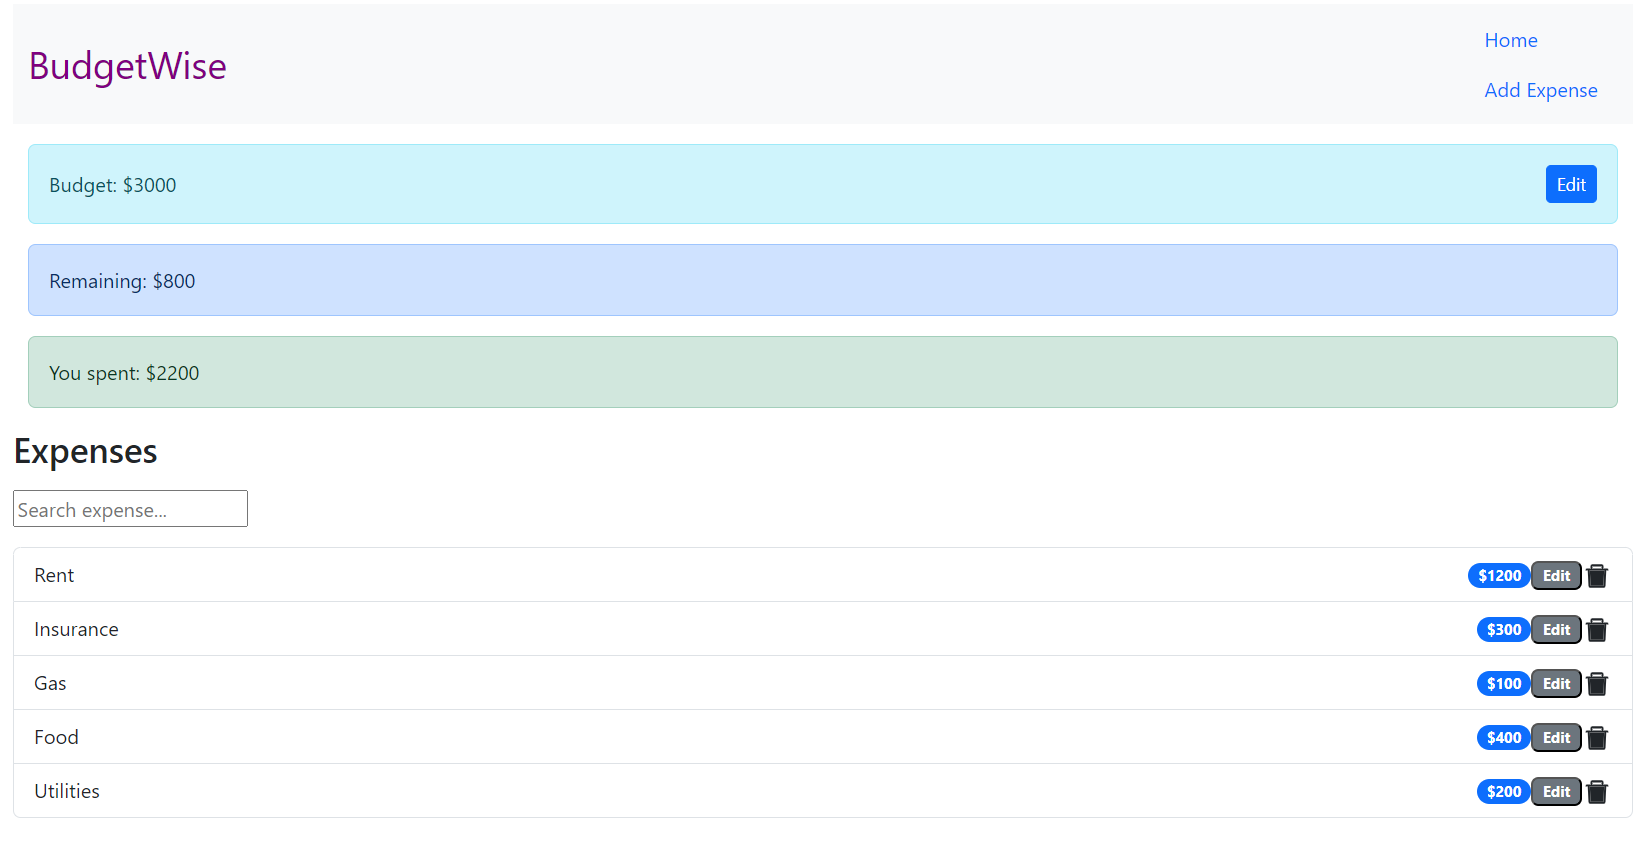 BudgetWise
Home
Add Expense
Budget: $3000 Edit
Remaining: $800
You spent: $2200
Expenses
Search expense...
Rent $1200 Edit
Insurance $300 Edit
Gas $100 Edit
Food $400 Edit
Utilities $200 Edit